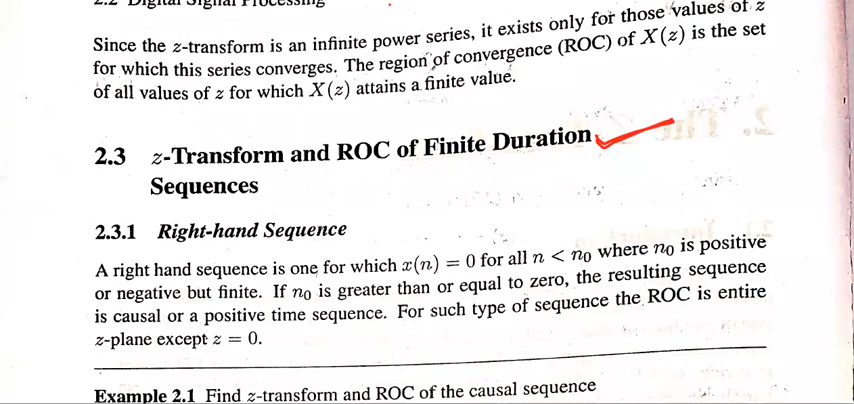 2.2 Digital Signal Processing
Since the z-transform is an infinite power series, it exists only for those values of z
for which this series converges. The region of convergence (ROC) of X(z) is the set
of all values of z for which X(z) attains a finite value.
2.3 z-Transform and ROC of Finite Duration
Sequences
2.3.1 Right-hand Sequence
A right hand sequence is one for which x(n) = 0 for all n < n₀ where n₀ is positive
or negative but finite. If n₀ is greater than or equal to zero, the resulting sequence
is causal or a positive time sequence. For such type of sequence the ROC is entire
z-plane except z = 0.
Example 2.1 Find z-transform and ROC of the causal sequence